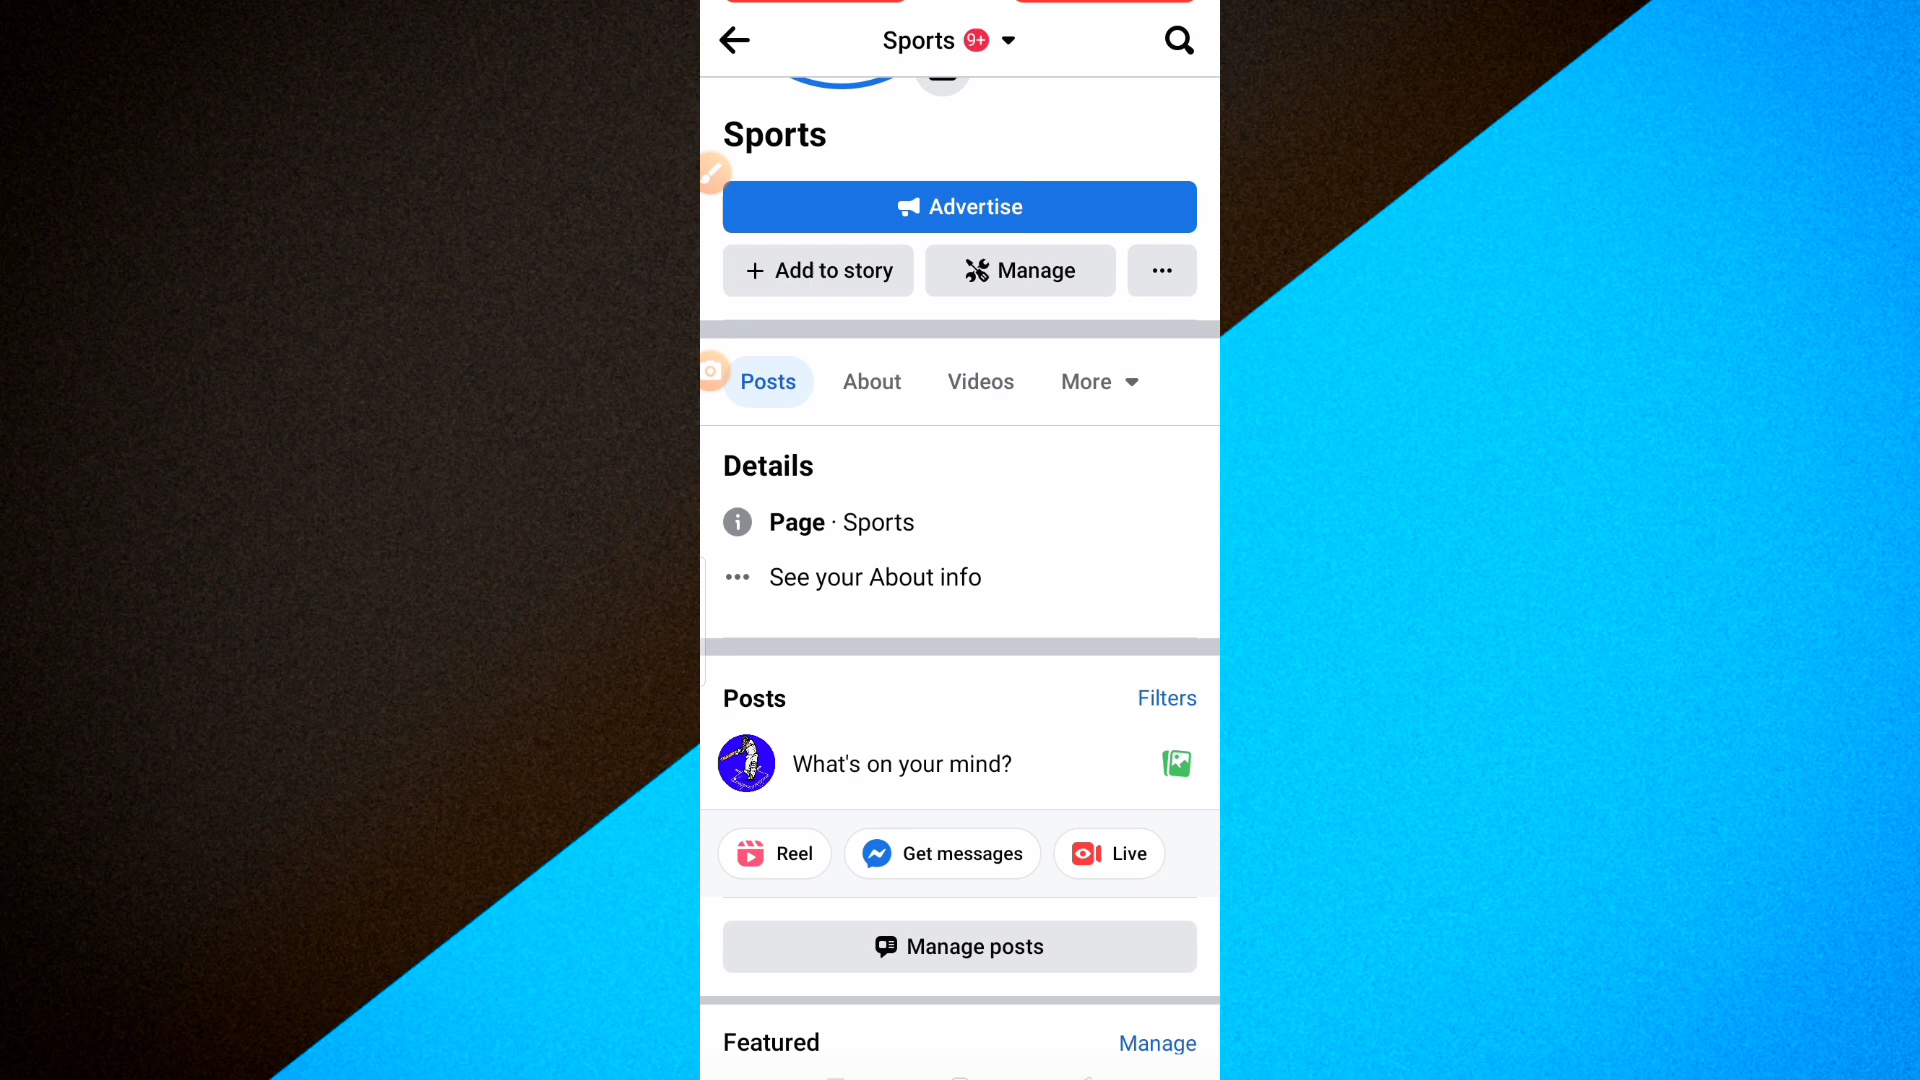 Sports 9+
Sports
Advertise
+ Add to story
Manage
Posts
About
Videos
More
Details
Page · Sports
See your About info
Posts
Filters
What's on your mind?
Reel
Get messages
Live
Manage posts
Featured
Manage